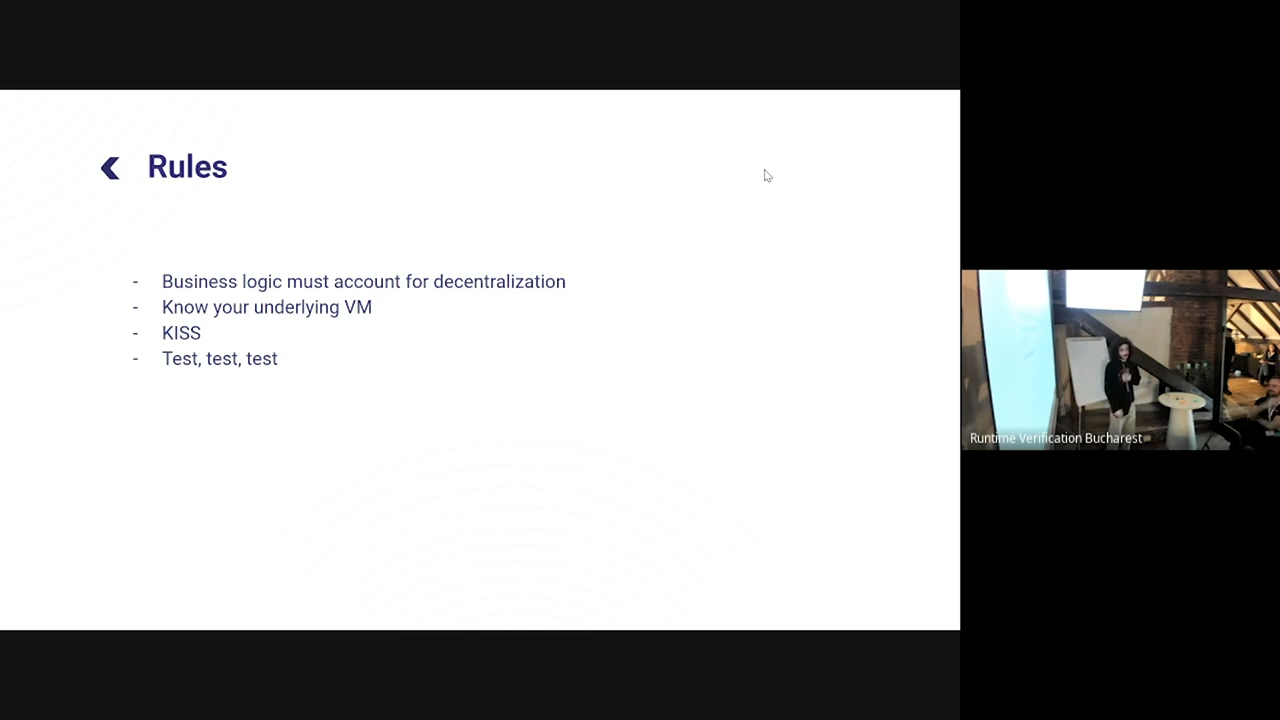 Rules
- Business logic must account for decentralization
- Know your underlying VM
- KISS
- Test, test, test
Runtime Verification Bucharest